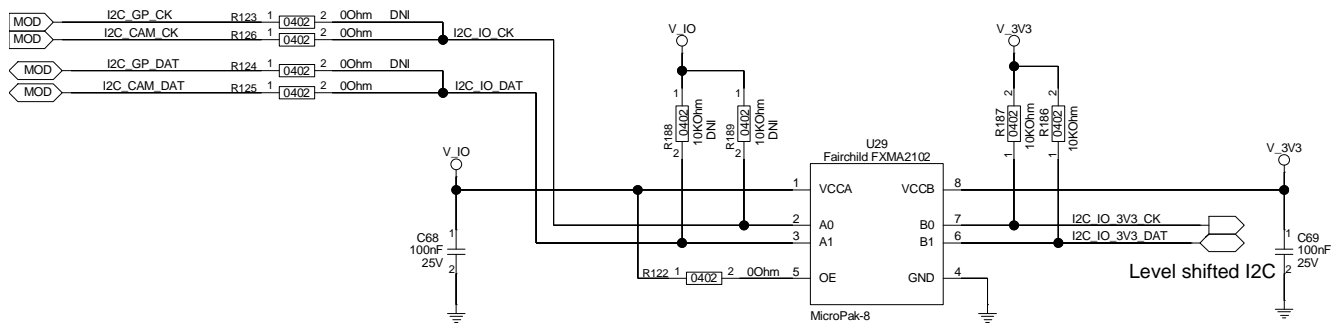 MOD I2C_GP_CK R123 1 0402 2 0Ohm DNI
MOD I2C_CAM_CK R126 1 0402 2 0Ohm I2C_IO_CK
MOD I2C_GP_DAT R124 1 0402 2 0Ohm DNI
MOD I2C_CAM_DAT R125 1 0402 2 0Ohm I2C_IO_DAT
V_IO
1
R188 0402 10KOhm DNI
2
1
R189 0402 10KOhm DNI
2
V_3V3
2
R187 0402 10KOhm
1
2
R186 0402 10KOhm
1
U29
Fairchild FXMA2102
V_IO
V_3V3
1 VCCA VCCB 8
2 A0 B0 7 I2C_IO_3V3_CK
3 A1 B1 6 I2C_IO_3V3_DAT
R122 1 0402 2 0Ohm 5 OE GND 4
MicroPak-8
Level shifted I2C
1
C68
100nF
25V
2
1
C69
100nF
25V
2